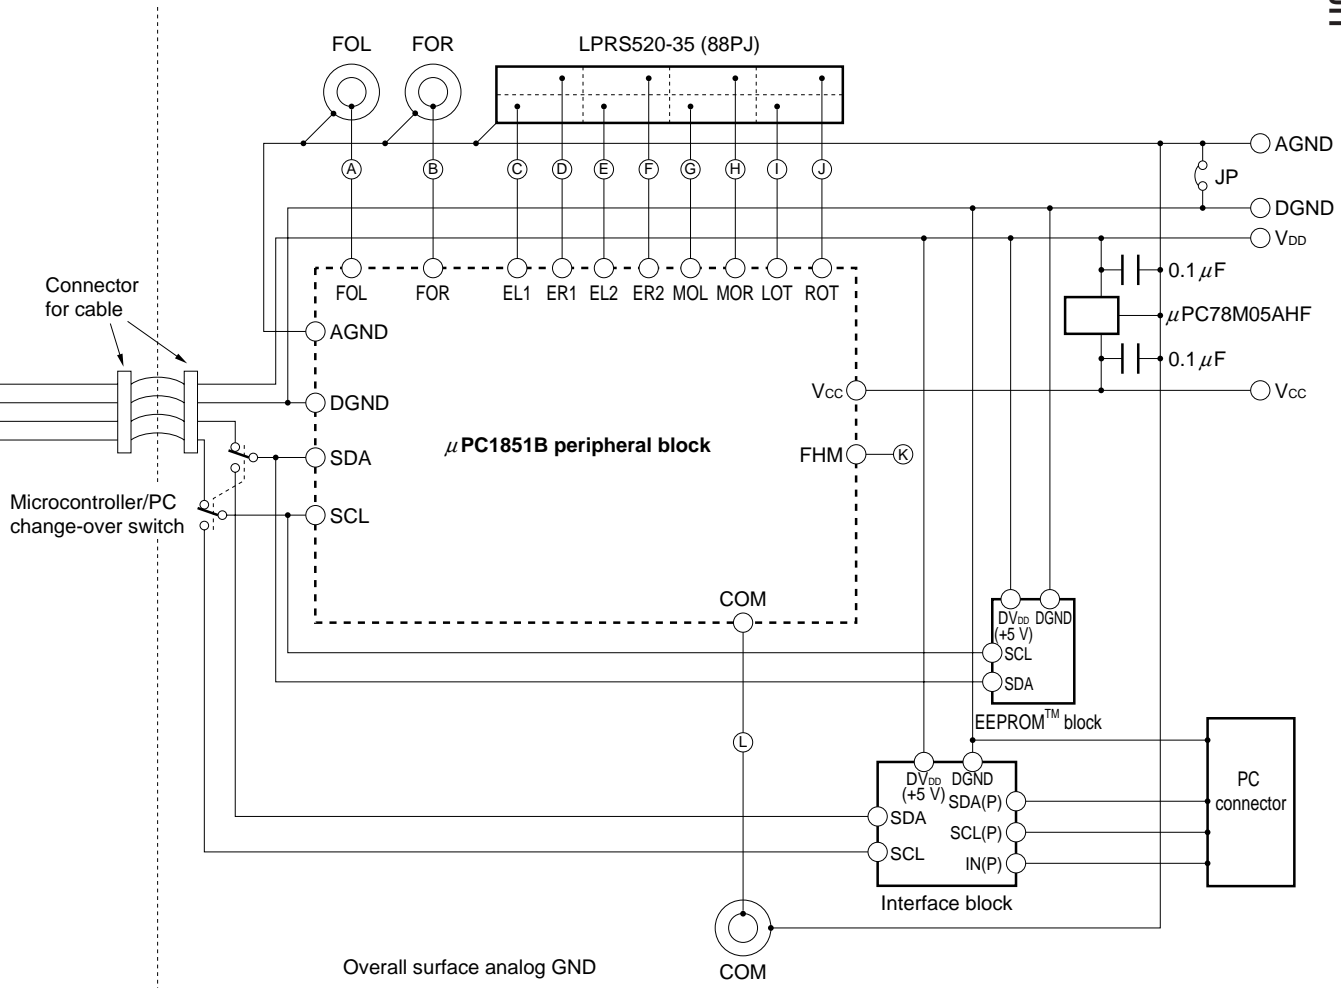 FOL FOR LPRS520-35 (88PJ)
AGND
A B C D E F G H I J
JP
DGND
VDD
0.1 µF
FOL FOR EL1 ER1 EL2 ER2 MOL MOR LOT ROT
Connector
for cable
AGND
µPC78M05AHF
0.1 µF
VCC
VCC
DGND
µPC1851B peripheral block
SDA
FHM
K
Microcontroller/PC
change-over switch
SCL
COM
DVDD DGND
(+5 V)
SCL
SDA
EEPROM™ block
L
DVDD DGND
(+5 V)
SDA(P)
SDA
SCL(P)
SCL
IN(P)
PC
connector
Interface block
Overall surface analog GND
COM